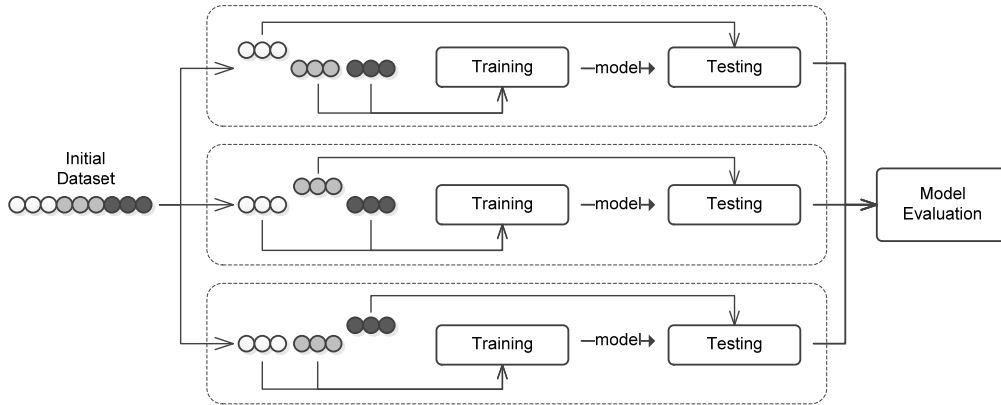 Training
model
Testing
Initial
Dataset
Training
model
Testing
Model
Evaluation
Training
model
Testing